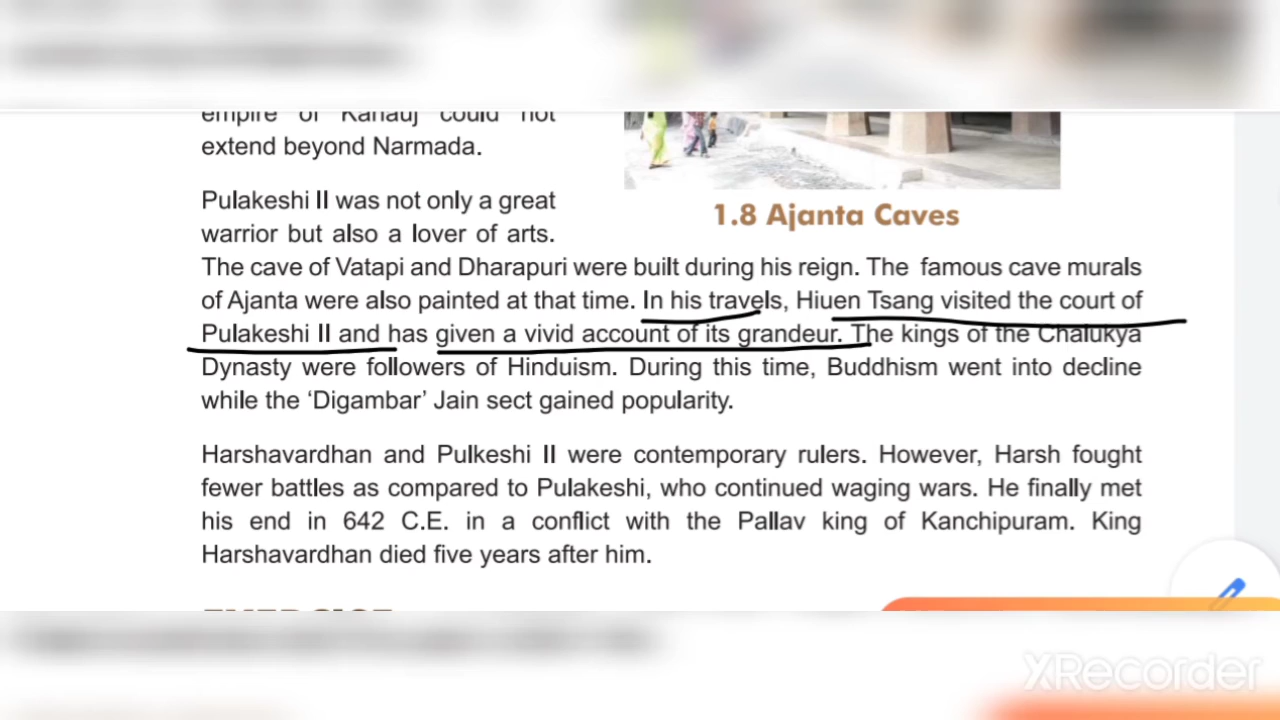 empire of Kanauj could not
extend beyond Narmada.
Pulakeshi II was not only a great
warrior but also a lover of arts.
1.8 Ajanta Caves
The cave of Vatapi and Dharapuri were built during his reign. The famous cave murals
of Ajanta were also painted at that time. In his travels, Hiuen Tsang visited the court of
Pulakeshi II and has given a vivid account of its grandeur. The kings of the Chalukya
Dynasty were followers of Hinduism. During this time, Buddhism went into decline
while the ‘Digambar’ Jain sect gained popularity.
Harshavardhan and Pulkeshi II were contemporary rulers. However, Harsh fought
fewer battles as compared to Pulakeshi, who continued waging wars. He finally met
his end in 642 C.E. in a conflict with the Pallav king of Kanchipuram. King
Harshavardhan died five years after him.
XRecorder